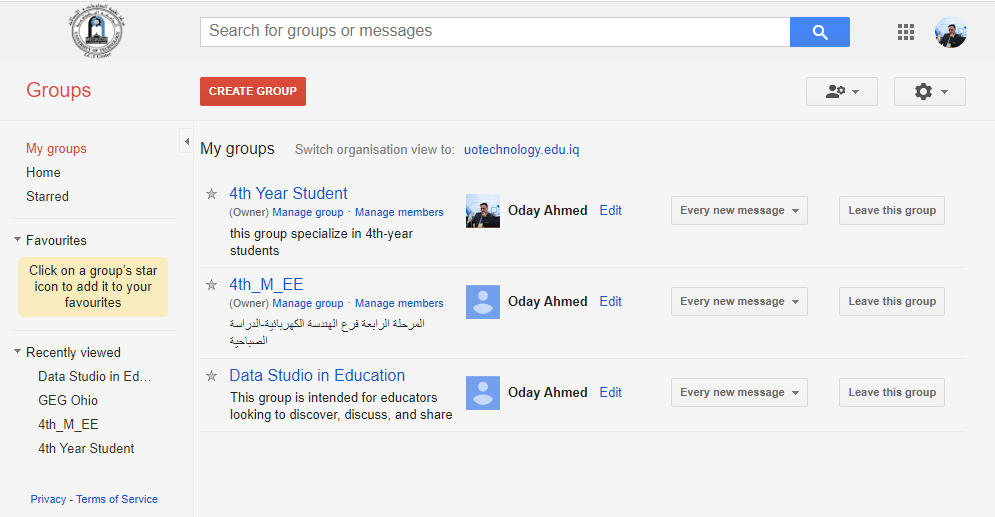 Search for groups or messages
Groups
CREATE GROUP
My groups
Home
Starred
Favourites
Click on a group's star
icon to add it to your
favourites
Recently viewed
Data Studio in Ed...
GEG Ohio
4th_M_EE
4th Year Student
Privacy - Terms of Service
My groups Switch organisation view to: uotechnology.edu.iq
4th Year Student
(Owner) Manage group · Manage members
this group specialize in 4th-year
students
Oday Ahmed Edit
Every new message
Leave this group
4th_M_EE
(Owner) Manage group · Manage members
المرحلة الرابعة فرع الهندسة الكهربائية-الدراسة
الصباحية
Oday Ahmed Edit
Every new message
Leave this group
Data Studio in Education
This group is intended for educators
looking to discover, discuss, and share
Oday Ahmed Edit
Every new message
Leave this group